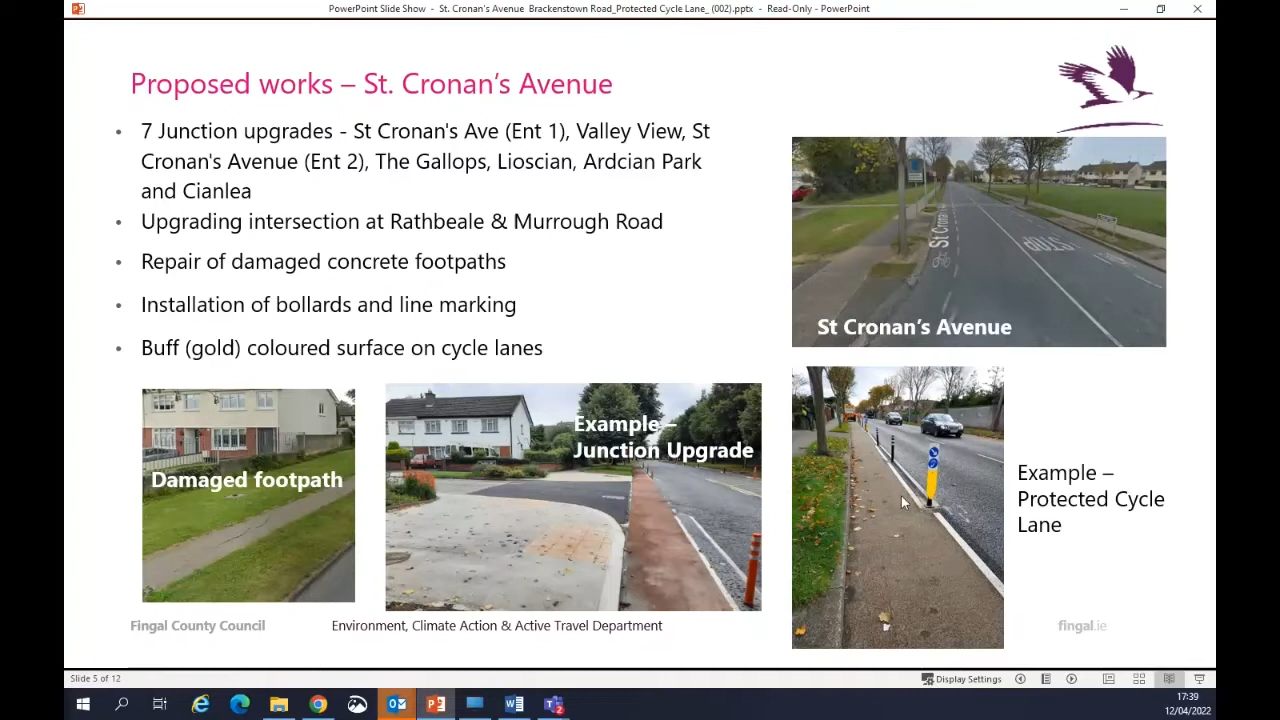 PowerPoint Slide Show - St. Cronan's Avenue Brackenstown Road_Protected Cycle Lane_ (002).pptx - Read-Only - PowerPoint
Proposed works – St. Cronan's Avenue
• 7 Junction upgrades - St Cronan's Ave (Ent 1), Valley View, St
Cronan's Avenue (Ent 2), The Gallops, Lioscian, Ardcian Park
and Cianlea
• Upgrading intersection at Rathbeale & Murrough Road
• Repair of damaged concrete footpaths
• Installation of bollards and line marking
• Buff (gold) coloured surface on cycle lanes
St Cronan
STOP
St Cronan's Avenue
Damaged footpath
Example –
Junction Upgrade
Example –
Protected Cycle
Lane
Fingal County Council
Environment, Climate Action & Active Travel Department
fingal.ie
Slide 5 of 12
Display Settings
17:39
12/04/2022